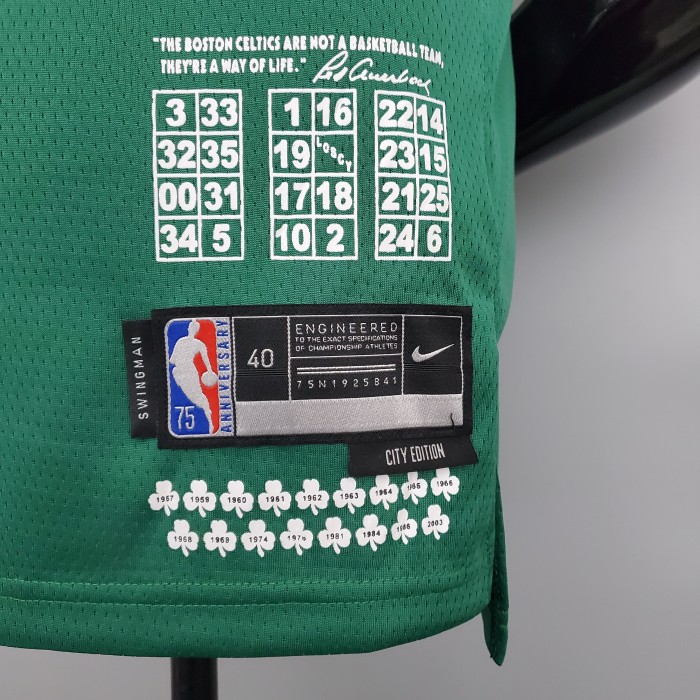 "THE BOSTON CELTICS ARE NOT A BASKETBALL TEAM,
THEY'RE A WAY OF LIFE." Red Auerbach
3 33 1 16 22 14
32 35 19 LOSCY 23 15
00 31 17 18 21 25
34 5 10 2 24 6
SWINGMAN
75
ANNIVERSARY
40
ENGINEERED
TO THE EXACT SPECIFICATIONS
OF CHAMPIONSHIP ATHLETES
75N1925841
CITY EDITION
1957 1959 1960 1961 1962 1963 1964 1965 1966
1968 1969 1974 1976 1981 1984 1986 2003